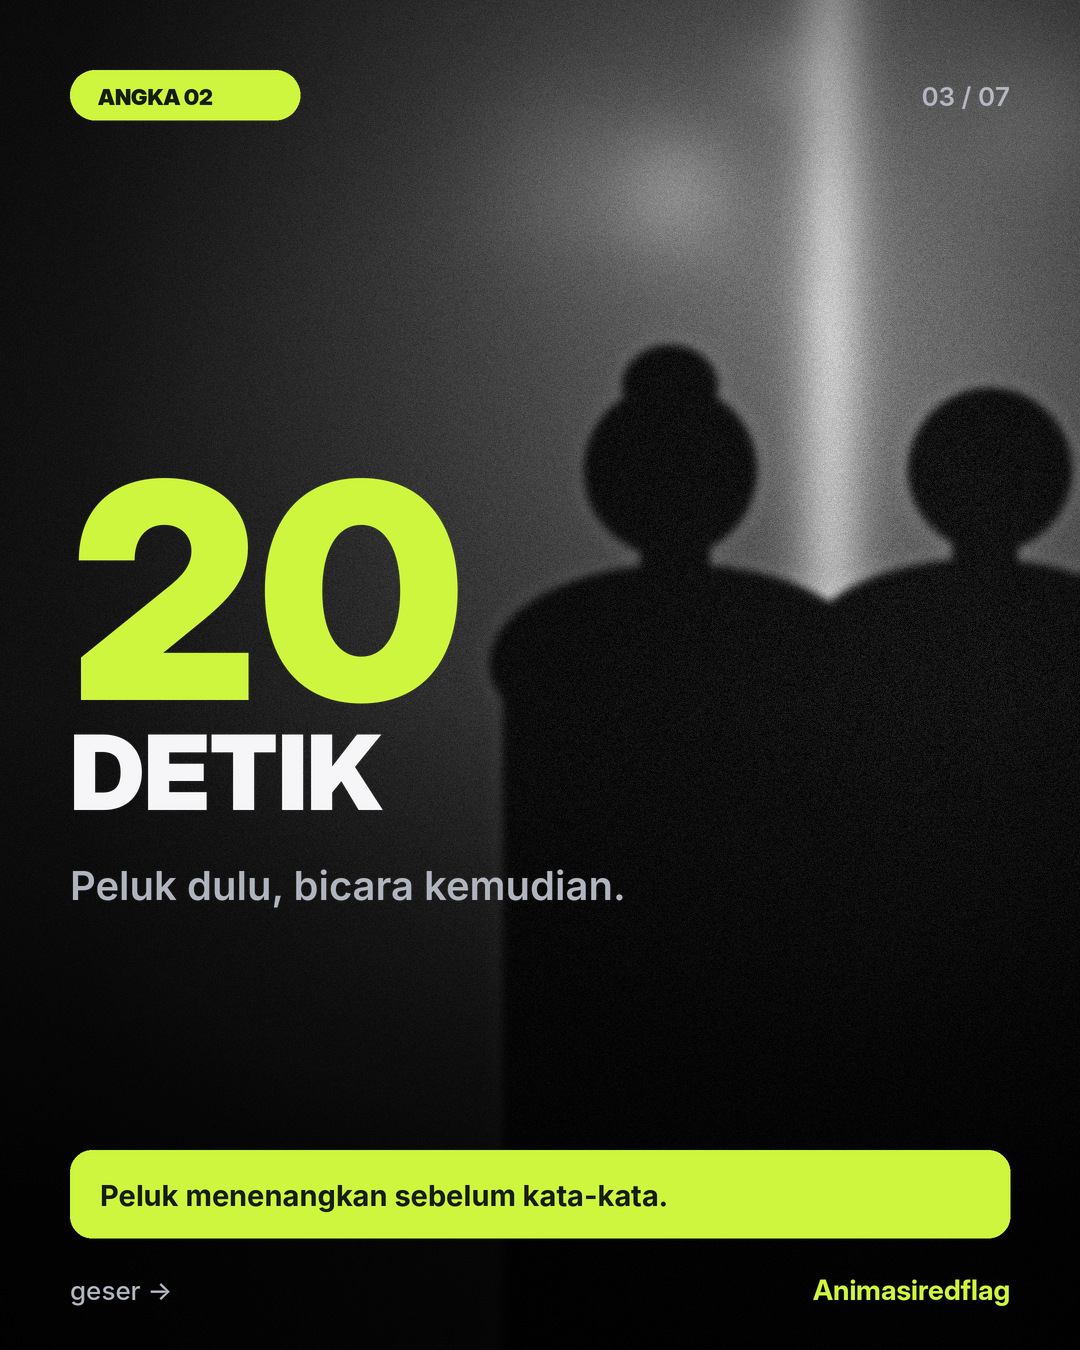 ANGKA 02
03 / 07
20
DETIK
Peluk dulu, bicara kemudian.
Peluk menenangkan sebelum kata-kata.
geser →
Animasiredflag